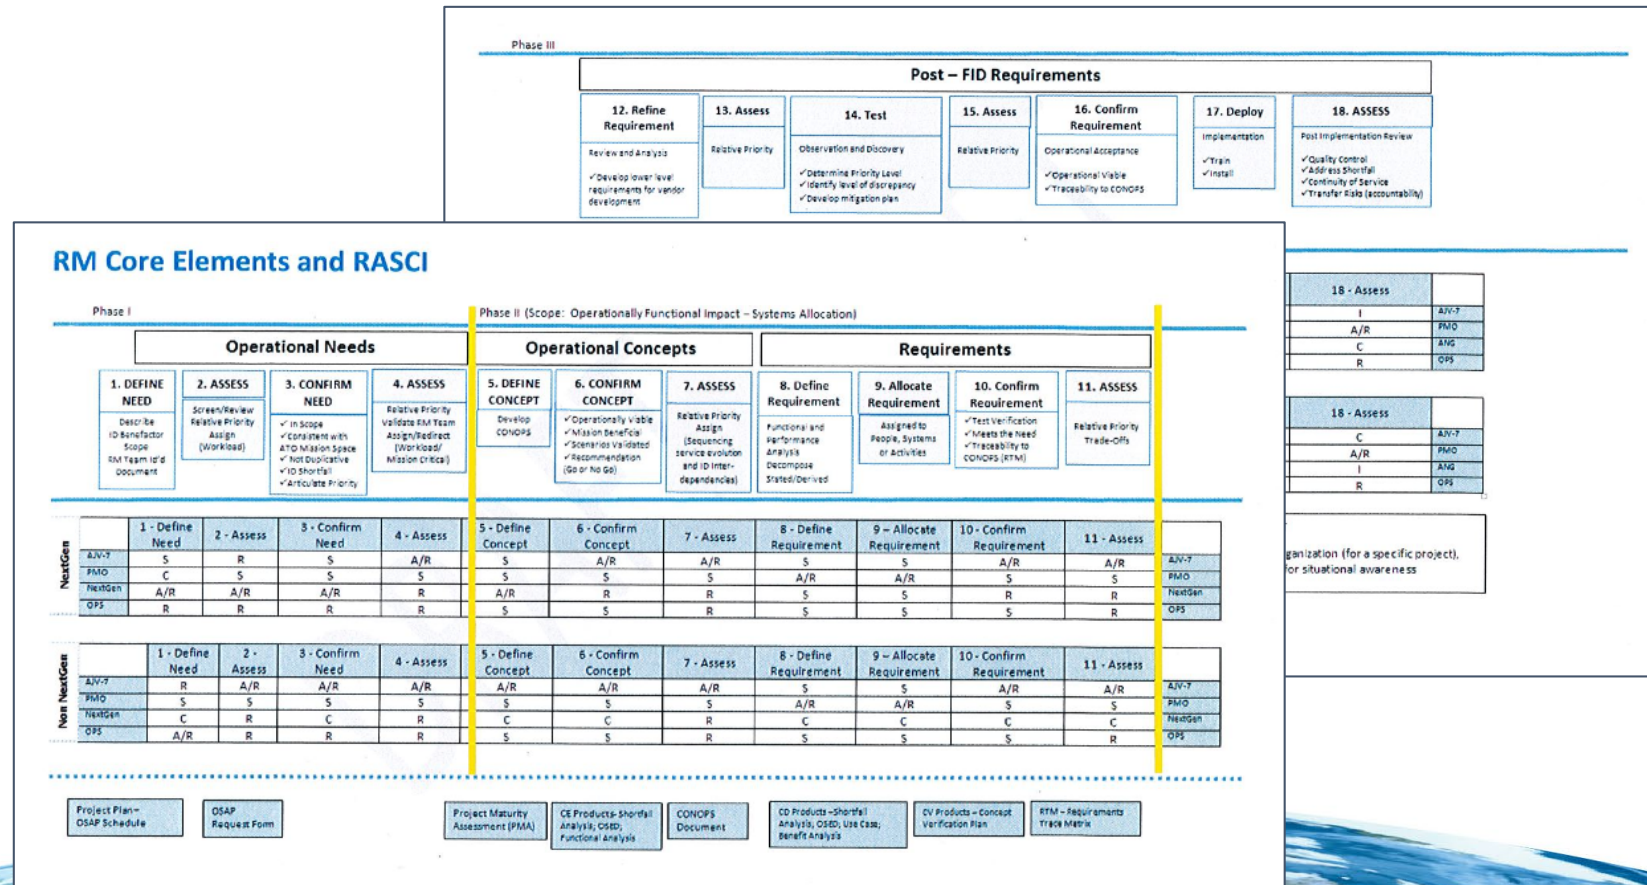 Phase III
Post – FID Requirements
12. Refine
Requirement
Review and Analysis
✓Develop lower level
requirements for vendor
development
13. Assess
Relative Priority
14. Test
Observation and Discovery
✓Determine Priority Level
✓Identify level of discrepancy
✓Develop mitigation plan
15. Assess
Relative Priority
16. Confirm
Requirement
Operational Acceptance
✓Operational Viable
✓Traceability to CONOPS
17. Deploy
Implementation
✓Train
✓Install
18. ASSESS
Post Implementation Review
✓Quality Control
✓Address Shortfall
✓Continuity of Service
✓Transfer Risks (accountability)
18 - Assess
I AJV-7
A/R PMO
C ANG
R OPS
18 - Assess
C AJV-7
A/R PMO
I ANG
R OPS
ganization (for a specific project),
for situational awareness
RM Core Elements and RASCI
Phase I
Phase II (Scope: Operationally Functional Impact – Systems Allocation)
Operational Needs
Operational Concepts
Requirements
1. DEFINE
NEED
Describe
ID Benefactor
Scope
RM Team Id'd
Document
2. ASSESS
Screen/Review
Relative Priority
Assign
(Workload)
3. CONFIRM
NEED
✓In Scope
✓Consistent with
ATO Mission Space
✓Not Duplicative
✓ID Shortfall
✓Articulate Priority
4. ASSESS
Relative Priority
Validate RM Team
Assign/Redirect
(Workload/
Mission Critical)
5. DEFINE
CONCEPT
Develop
CONOPS
6. CONFIRM
CONCEPT
✓Operationally Viable
✓Mission Beneficial
✓Scenarios Validated
✓Recommendation
(Go or No Go)
7. ASSESS
Relative Priority
Assign
(Sequencing
service evolution
and ID Inter-
dependencies)
8. Define
Requirement
Functional and
Performance
Analysis
Decompose
Stated/Derived
9. Allocate
Requirement
Assigned to
People, Systems
or Activities
10. Confirm
Requirement
✓Test Verification
✓Meets the Need
✓Traceability to
CONOPS (RTM)
11. ASSESS
Relative Priority
Trade-Offs
NextGen
1 - Define Need 2 - Assess 3 - Confirm Need 4 - Assess 5 - Define Concept 6 - Confirm Concept 7 - Assess 8 - Define Requirement 9 – Allocate Requirement 10 - Confirm Requirement 11 - Assess
AJV-7 S R S A/R S A/R A/R S S A/R A/R AJV-7
PMO C S S S S S S A/R A/R S S PMO
NextGen A/R A/R A/R R A/R R R S S R R NextGen
OPS R R R R S S R S S S R OPS
Non NextGen
1 - Define Need 2 - Assess 3 - Confirm Need 4 - Assess 5 - Define Concept 6 - Confirm Concept 7 - Assess 8 - Define Requirement 9 – Allocate Requirement 10 - Confirm Requirement 11 - Assess
AJV-7 R A/R A/R A/R A/R A/R A/R S S A/R A/R AJV-7
PMO S S S S S S S A/R A/R S S PMO
NextGen C R C R C C R C C C C NextGen
OPS A/R R R R S S R S S S R OPS
Project Plan–
OSAP Schedule
OSAP
Request Form
Project Maturity
Assessment (PMA)
CE Products- Shortfall
Analysis; OSED;
Functional Analysis
CONOPS
Document
CD Products –Shortfall
Analysis, OSED; Use Case;
Benefit Analysis
CV Products – Concept
Verification Plan
RTM – Requirements
Trace Matrix